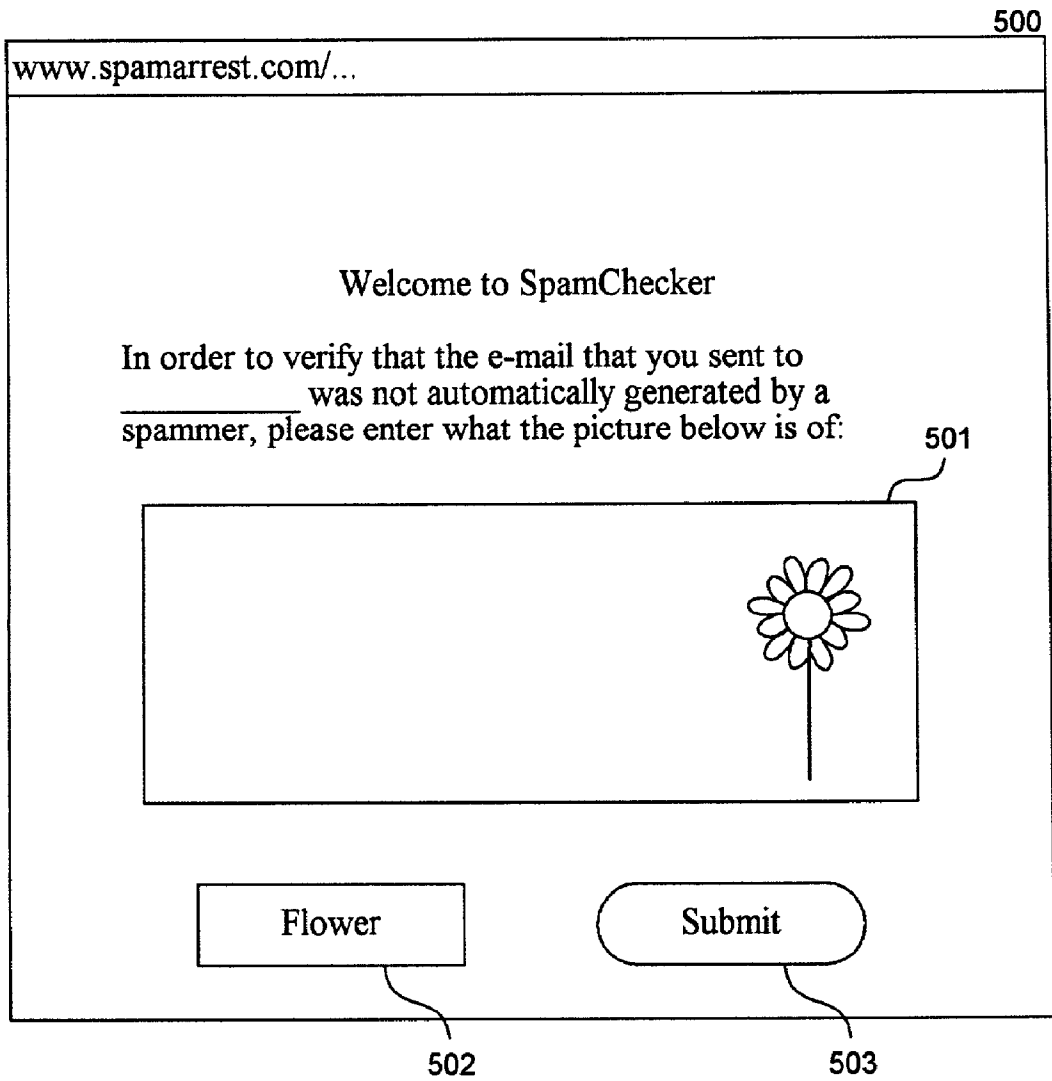 500
www.spamarrest.com/...
Welcome to SpamChecker
In order to verify that the e-mail that you sent to
__________ was not automatically generated by a
spammer, please enter what the picture below is of:
501
Flower
Submit
502
503